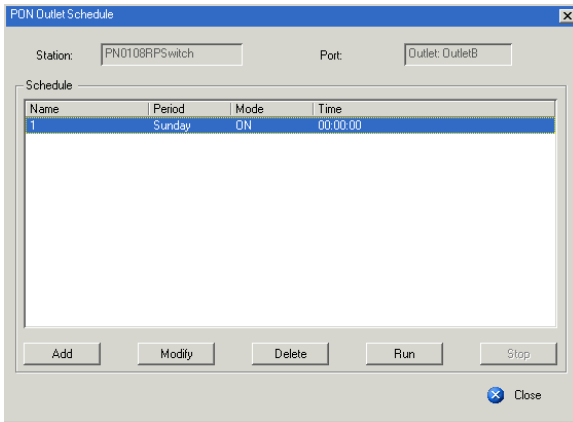 PON Outlet Schedule
Station: PN0108RPSwitch Port: Outlet: OutletB
Schedule
Name Period Mode Time
1 Sunday ON 00:00:00
Add Modify Delete Run Stop
Close